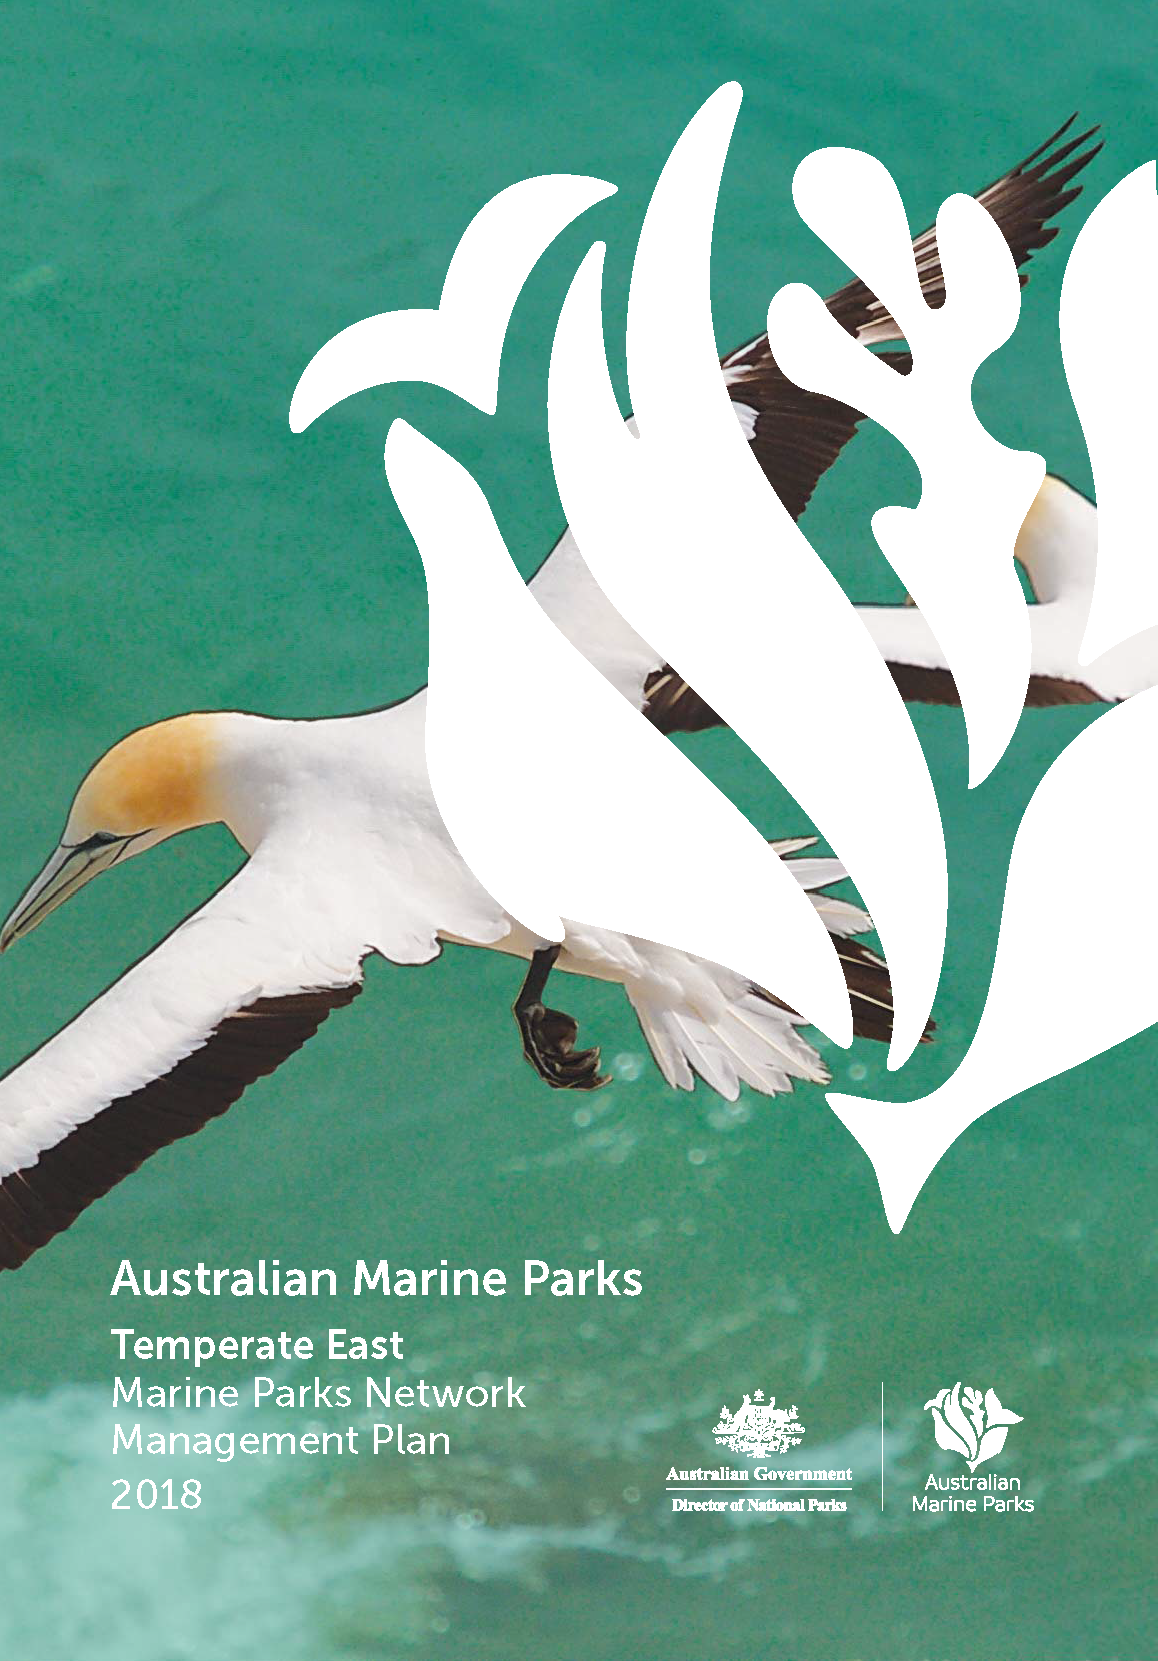 Australian Marine Parks
Temperate East
Marine Parks Network
Management Plan
2018
Australian Government
Director of National Parks
Australian
Marine Parks